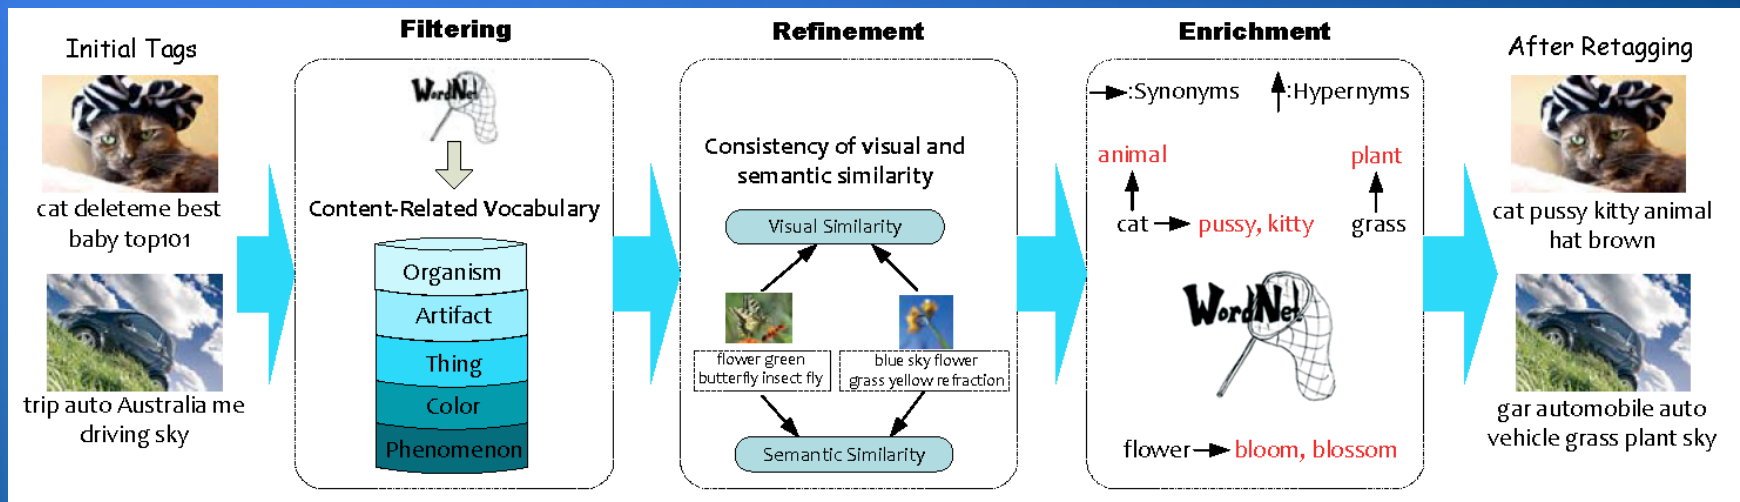 Initial Tags
cat deleteme best
baby top101
trip auto Australia me
driving sky
Filtering
WordNet
Content-Related Vocabulary
Organism
Artifact
Thing
Color
Phenomenon
Refinement
Consistency of visual and
semantic similarity
Visual Similarity
flower green
butterfly insect fly
blue sky flower
grass yellow refraction
Semantic Similarity
Enrichment
:Synonyms
:Hypernyms
animal
plant
cat
pussy, kitty
grass
WordNet
flower
bloom, blossom
After Retagging
cat pussy kitty animal
hat brown
gar automobile auto
vehicle grass plant sky